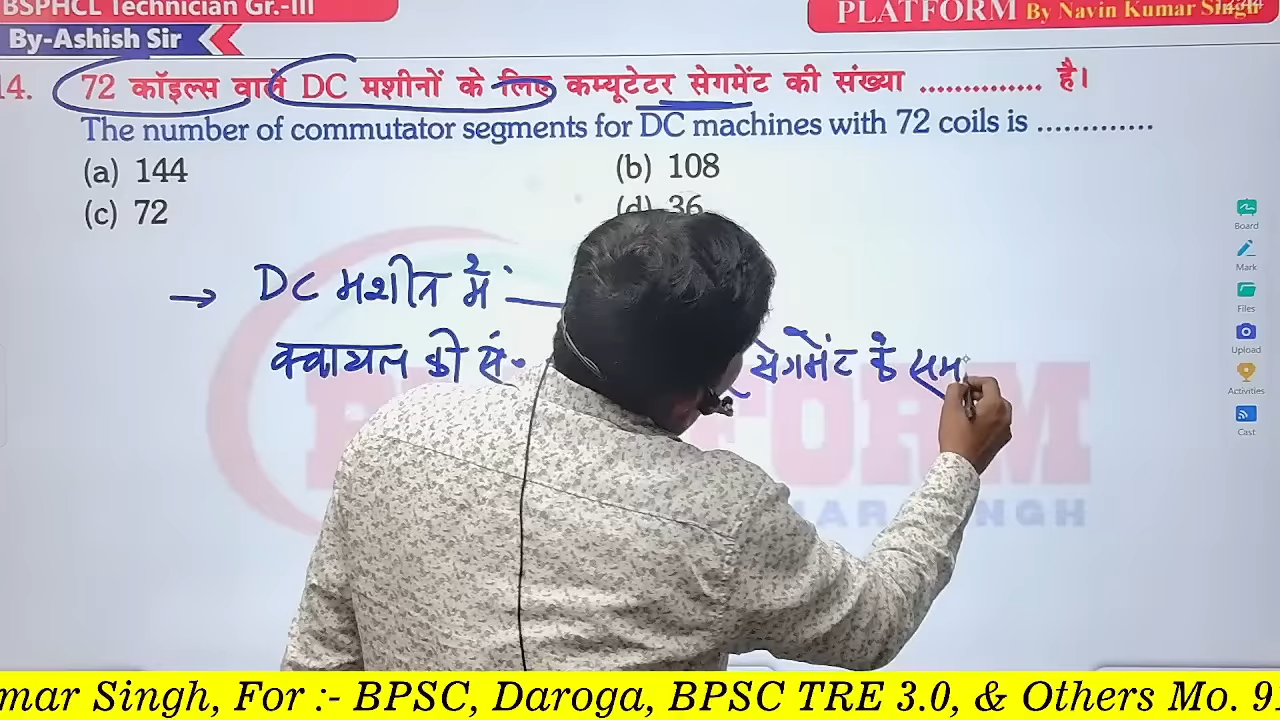 BSPHCL Technician Gr.-III
PLATFORM By Navin Kumar Singh
By-Ashish Sir
14. 72 कॉइल्स वाले DC मशीनों के लिए कम्यूटेटर सेगमेंट की संख्या .............. है।
The number of commutator segments for DC machines with 72 coils is .............
(a) 144
(b) 108
(c) 72
(d) 36
→ DC मशीन में
क्वायल की सं॰ सेगमेंट के सम
Board
Mark
Files
Upload
Activities
Cast
mar Singh, For :- BPSC, Daroga, BPSC TRE 3.0, & Others Mo. 9